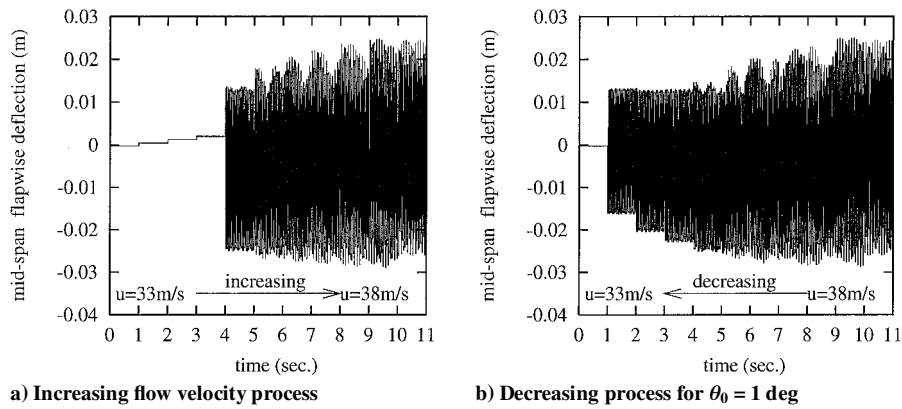 0.03
0.02
0.01
0
-0.01
-0.02
-0.03
-0.04
mid-span flapwise deflection (m)
increasing
u=33m/s
u=38m/s
0 1 2 3 4 5 6 7 8 9 10 11
time (sec.)
a) Increasing flow velocity process
0.03
0.02
0.01
0
-0.01
-0.02
-0.03
-0.04
mid-span flapwise deflection (m)
decreasing
u=33m/s
u=38m/s
0 1 2 3 4 5 6 7 8 9 10 11
time (sec.)
b) Decreasing process for θ₀ = 1 deg